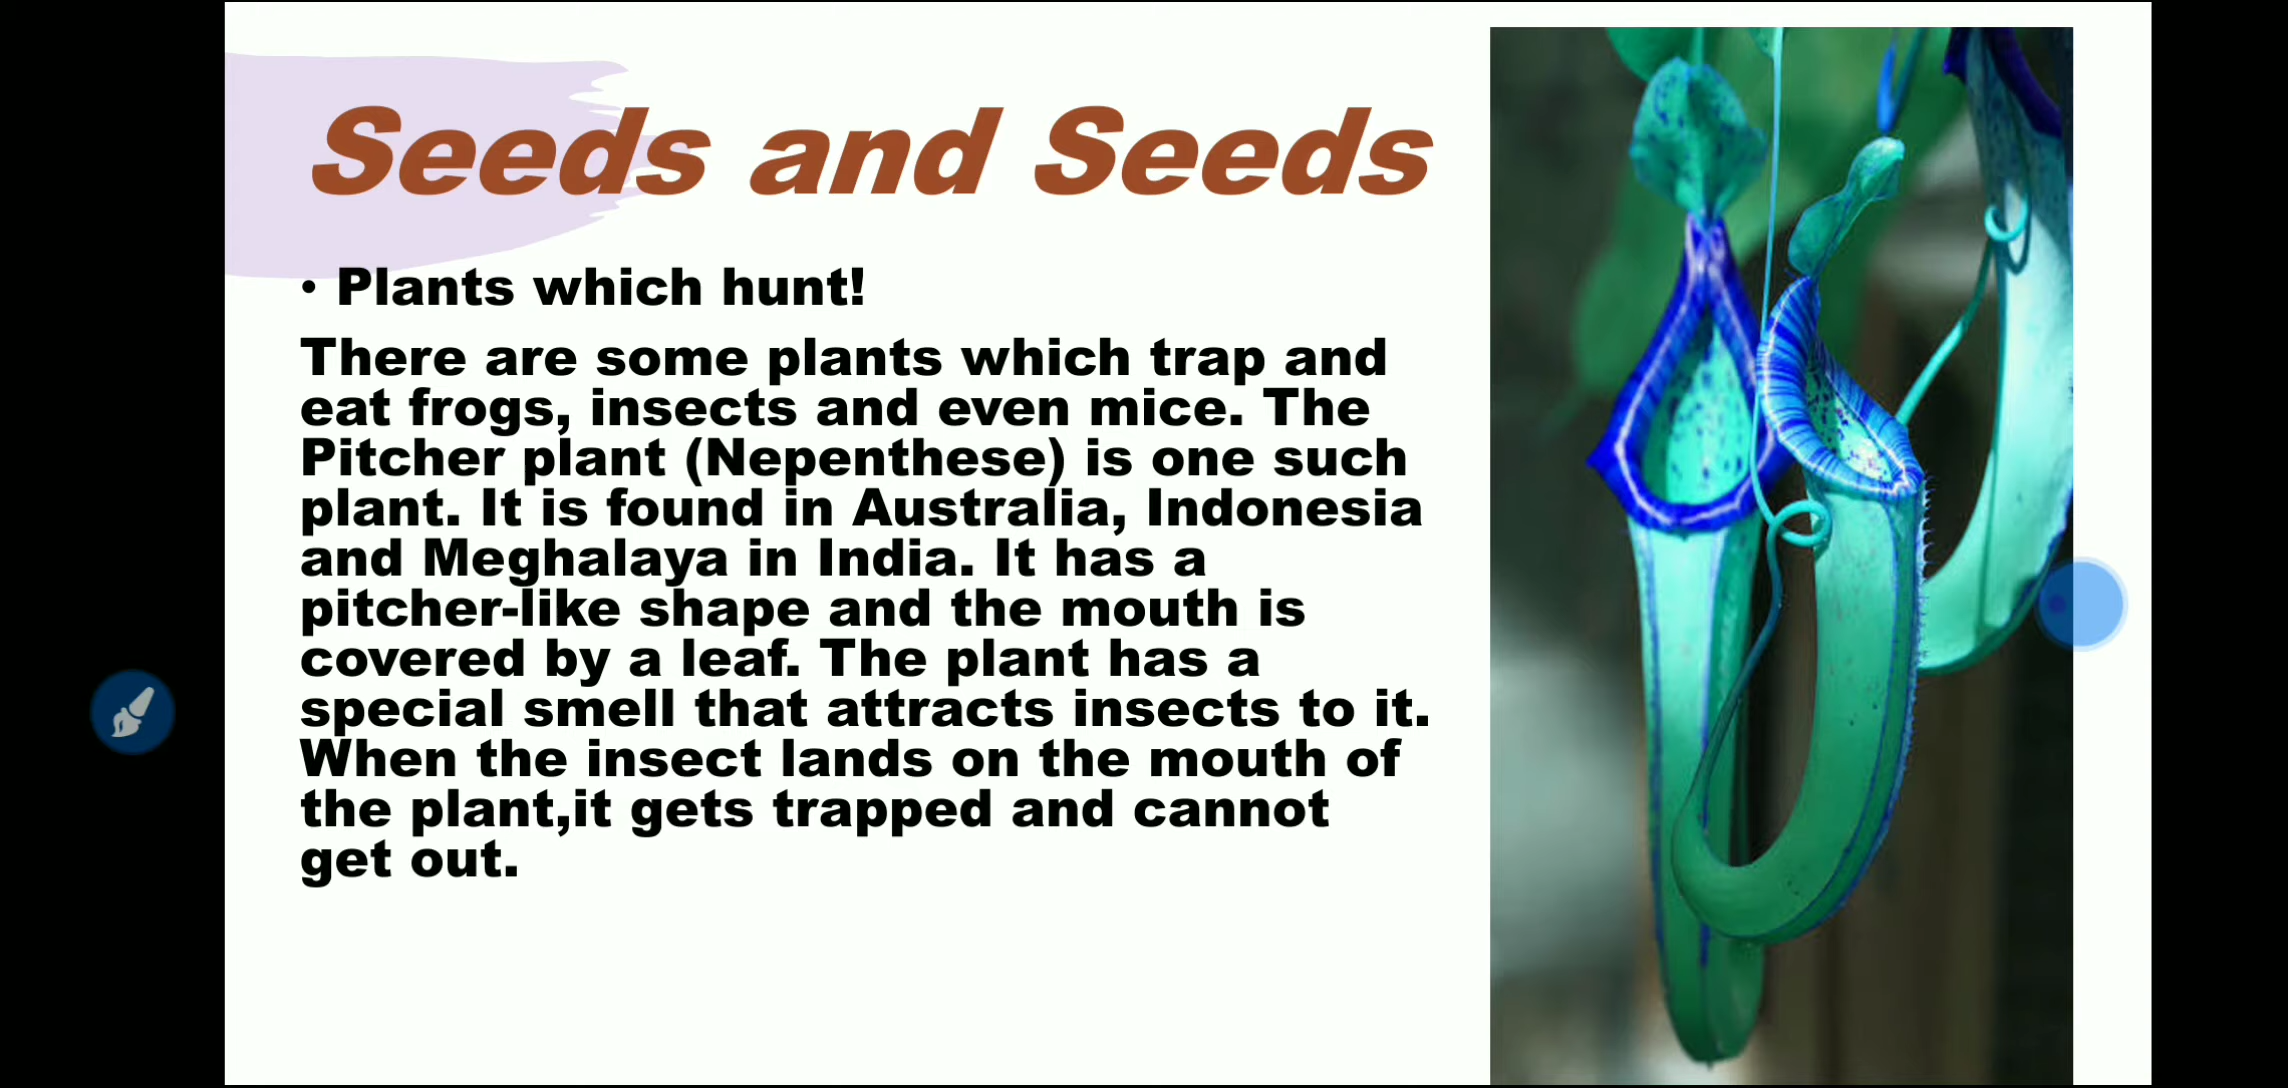 Seeds and Seeds
• Plants which hunt!
There are some plants which trap and
eat frogs, insects and even mice. The
Pitcher plant (Nepenthese) is one such
plant. It is found in Australia, Indonesia
and Meghalaya in India. It has a
pitcher-like shape and the mouth is
covered by a leaf. The plant has a
special smell that attracts insects to it.
When the insect lands on the mouth of
the plant,it gets trapped and cannot
get out.